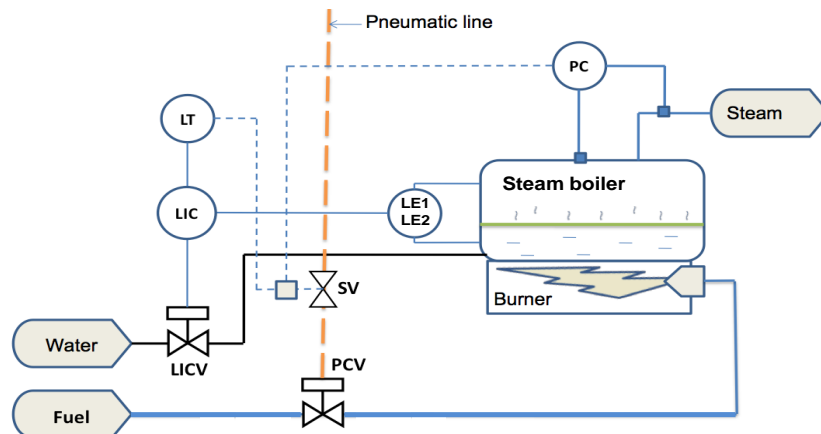 Pneumatic line
PC
Steam
LT
Steam boiler
LE1
LE2
LIC
SV
Burner
Water
LICV
PCV
Fuel